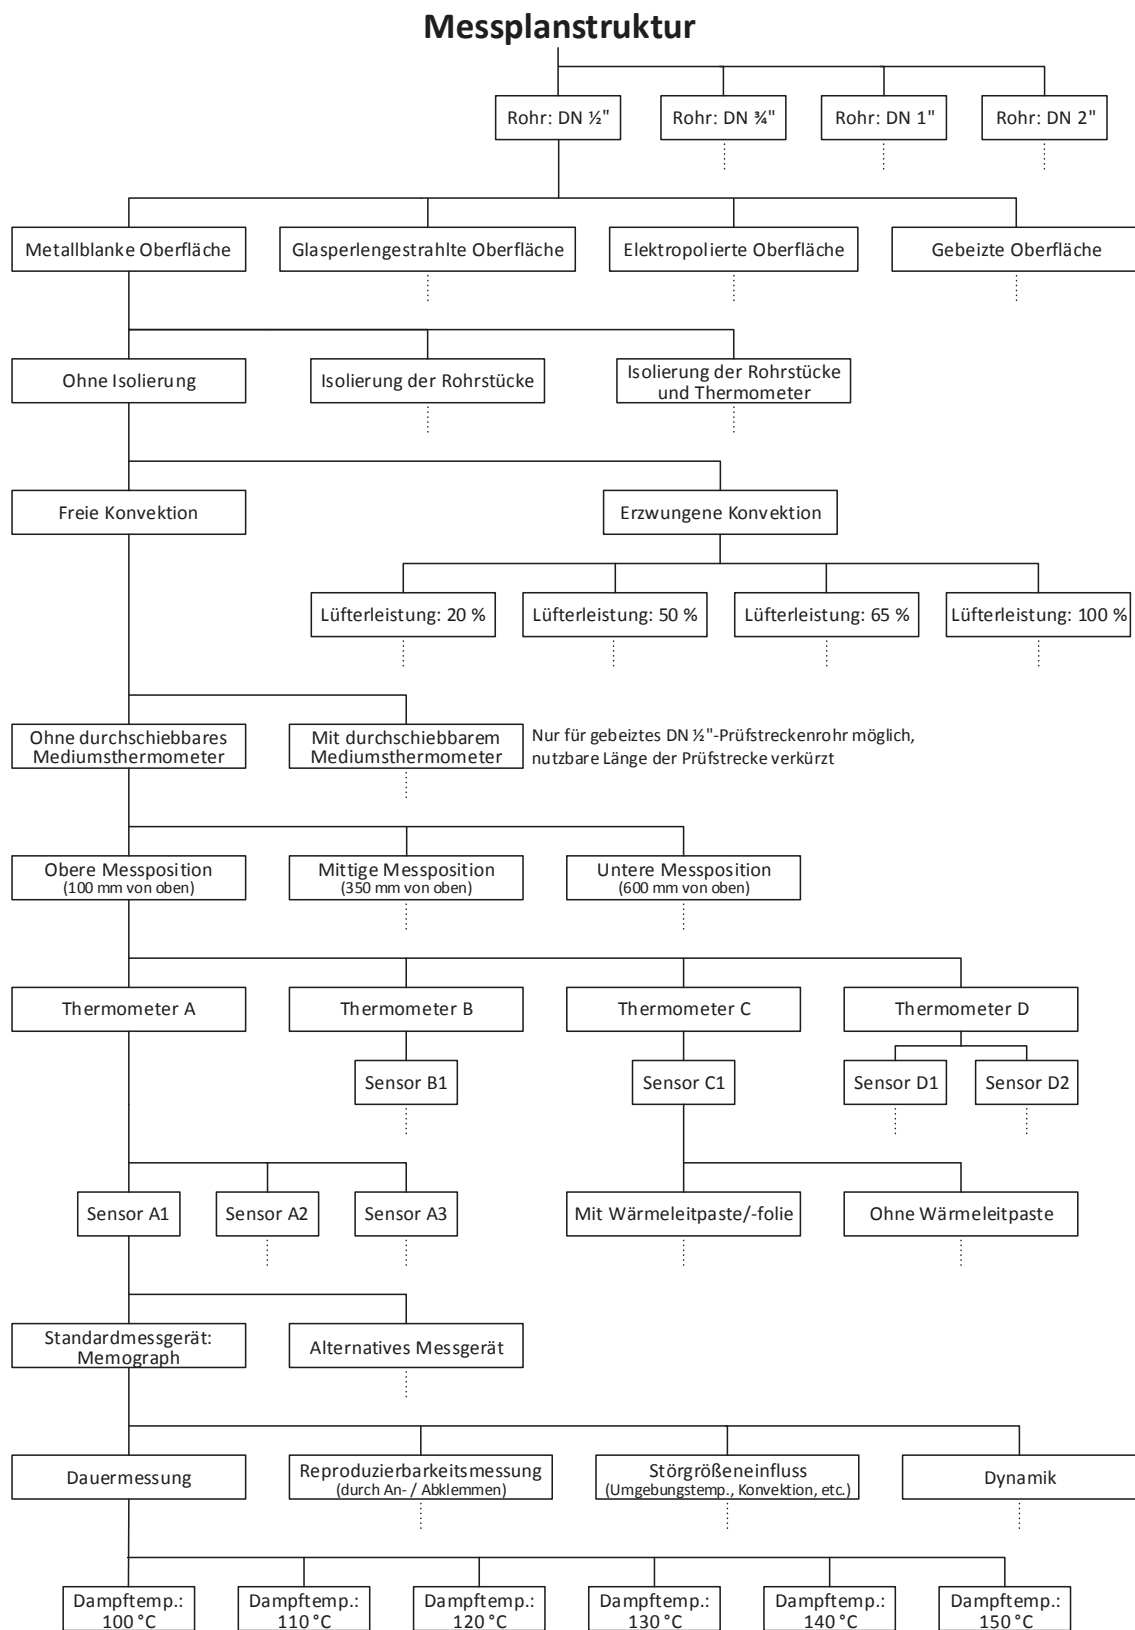 Messplanstruktur
Rohr: DN ½"
Rohr: DN ¾"
Rohr: DN 1"
Rohr: DN 2"
Metallblanke Oberfläche
Glasperlengestrahlte Oberfläche
Elektropolierte Oberfläche
Gebeizte Oberfläche
Ohne Isolierung
Isolierung der Rohrstücke
Isolierung der Rohrstücke
und Thermometer
Freie Konvektion
Erzwungene Konvektion
Lüfterleistung: 20 %
Lüfterleistung: 50 %
Lüfterleistung: 65 %
Lüfterleistung: 100 %
Ohne durchschiebbares
Mediumsthermometer
Mit durchschiebbarem
Mediumsthermometer
Nur für gebeiztes DN ½"-Prüfstreckenrohr möglich,
nutzbare Länge der Prüfstrecke verkürzt
Obere Messposition
(100 mm von oben)
Mittige Messposition
(350 mm von oben)
Untere Messposition
(600 mm von oben)
Thermometer A
Thermometer B
Thermometer C
Thermometer D
Sensor B1
Sensor C1
Sensor D1
Sensor D2
Sensor A1
Sensor A2
Sensor A3
Mit Wärmeleitpaste/-folie
Ohne Wärmeleitpaste
Standardmessgerät:
Memograph
Alternatives Messgerät
Dauermessung
Reproduzierbarkeitsmessung
(durch An- / Abklemmen)
Störgrößeneinfluss
(Umgebungstemp., Konvektion, etc.)
Dynamik
Dampftemp.:
100 °C
Dampftemp.:
110 °C
Dampftemp.:
120 °C
Dampftemp.:
130 °C
Dampftemp.:
140 °C
Dampftemp.:
150 °C